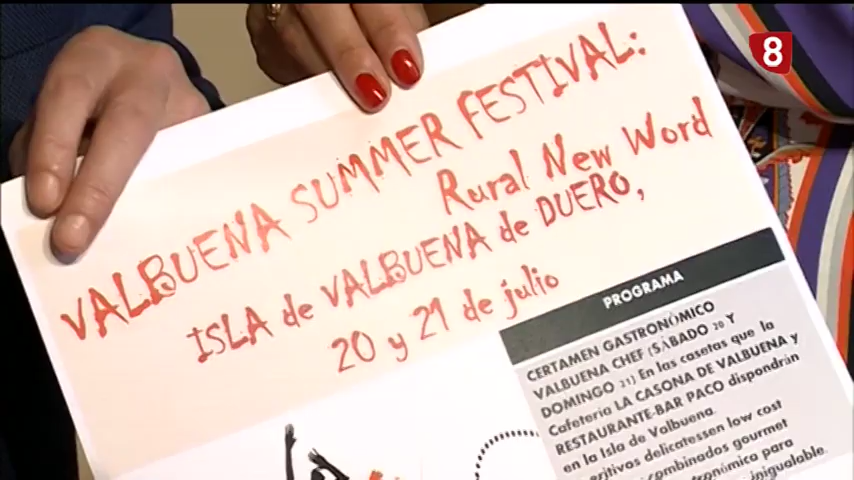 8
VALBUENA SUMMER FESTIVAL:
Rural New Word
ISLA de VALBUENA de DUERO,
20 y 21 de julio
PROGRAMA
CERTAMEN GASTRONÓMICO
VALBUENA CHEF (SÁBADO 20 Y
DOMINGO 21) En las casetas que la
Cafetería LA CASONA DE VALBUENA y
RESTAURANTE-BAR PACO dispondrán
en la Isla de Valbuena.
eritivos delicatessen low cost
combinados gourmet
tronómico para
inigualable.